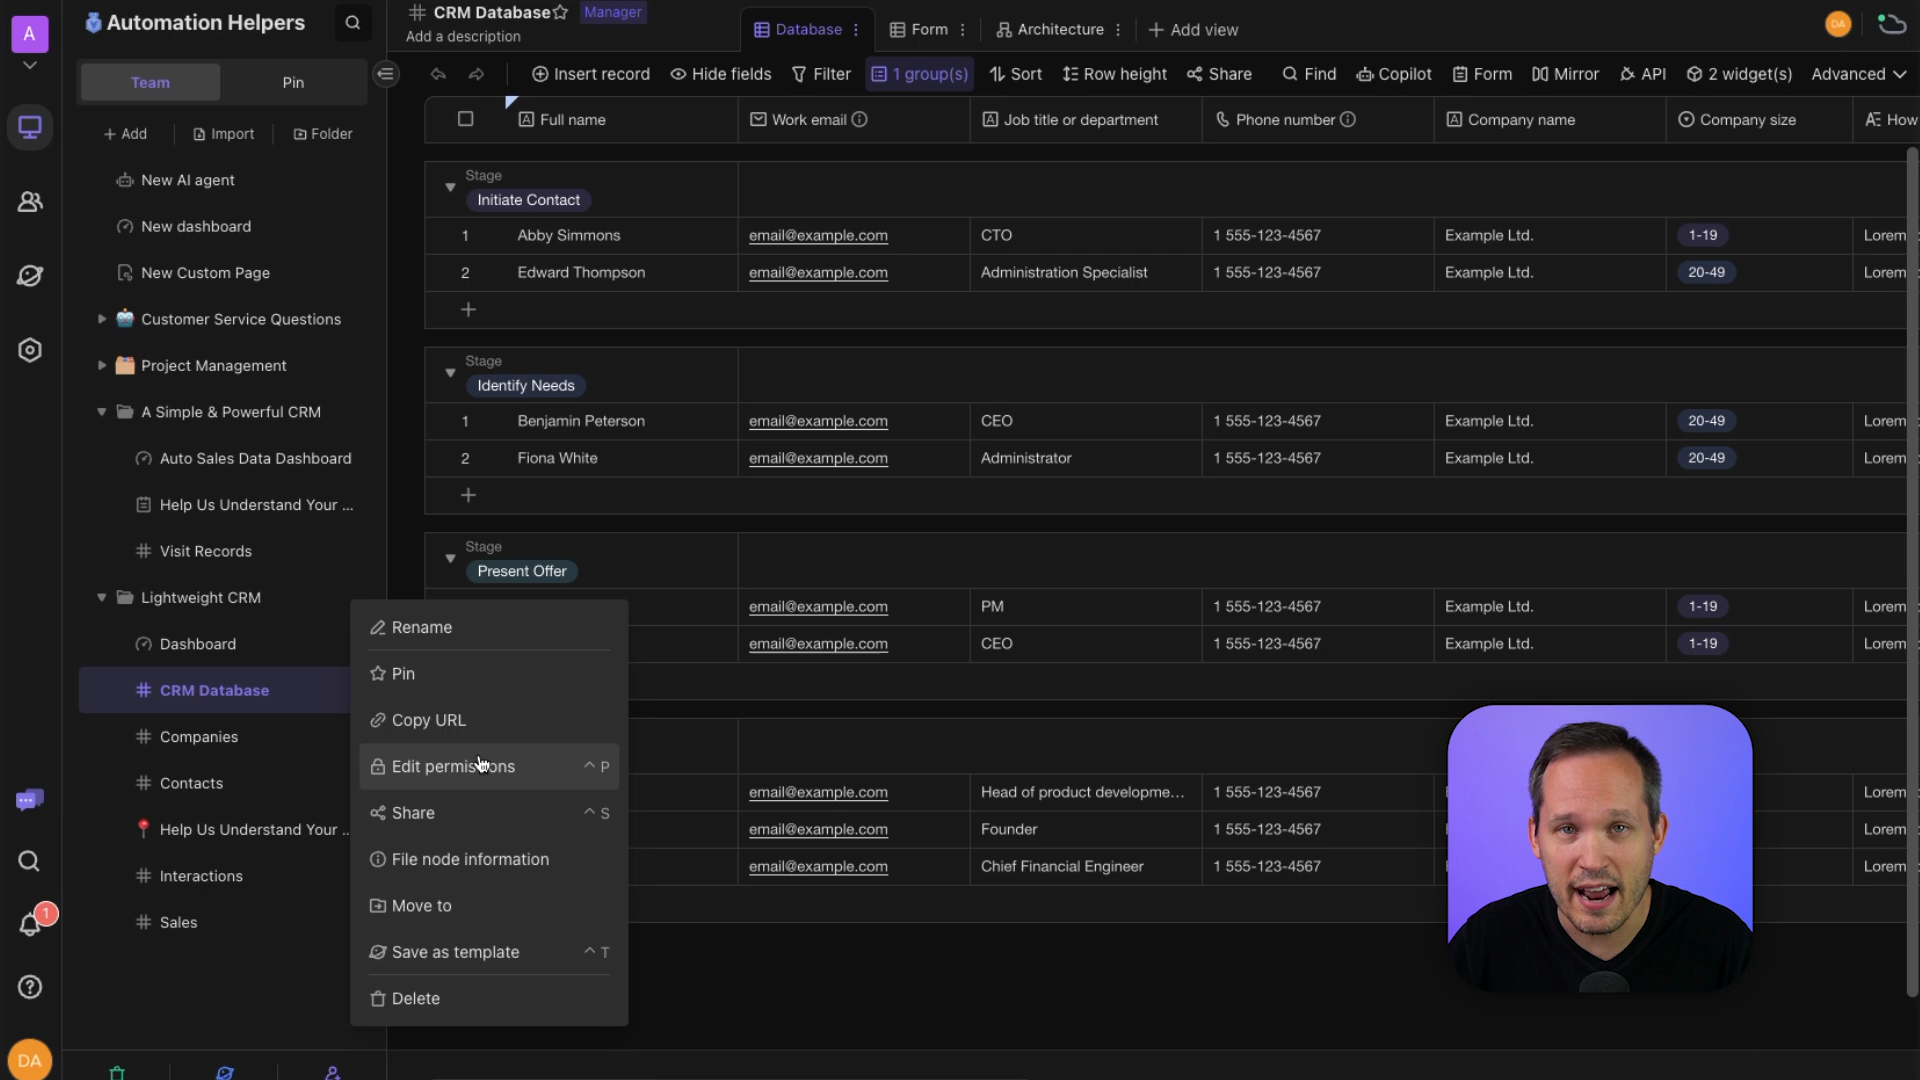 A
Automation Helpers
Team
Pin
Add
Import
Folder
New AI agent
New dashboard
New Custom Page
Customer Service Questions
Project Management
A Simple & Powerful CRM
Auto Sales Data Dashboard
Help Us Understand Your ...
Visit Records
Lightweight CRM
Dashboard
CRM Database
Companies
Contacts
Help Us Understand Your ..
Interactions
Sales
1
DA
CRM Database
Manager
Add a description
Database
Form
Architecture
Add view
DA
Insert record
Hide fields
Filter
1 group(s)
Sort
Row height
Share
Find
Copilot
Form
Mirror
API
2 widget(s)
Advanced
Full name
Work email
Job title or department
Phone number
Company name
Company size
How
Stage
Initiate Contact
1 Abby Simmons email@example.com CTO 1 555-123-4567 Example Ltd. 1-19 Lorem
2 Edward Thompson email@example.com Administration Specialist 1 555-123-4567 Example Ltd. 20-49 Lorem
Stage
Identify Needs
1 Benjamin Peterson email@example.com CEO 1 555-123-4567 Example Ltd. 20-49 Lorem
2 Fiona White email@example.com Administrator 1 555-123-4567 Example Ltd. 20-49 Lorem
Stage
Present Offer
email@example.com PM 1 555-123-4567 Example Ltd. 1-19 Lorem
email@example.com CEO 1 555-123-4567 Example Ltd. 1-19 Lorem
email@example.com Head of product developme... 1 555-123-4567 Lorem
email@example.com Founder 1 555-123-4567 Lorem
email@example.com Chief Financial Engineer 1 555-123-4567 Lorem
Rename
Pin
Copy URL
Edit permissions ^ P
Share ^ S
File node information
Move to
Save as template ^ T
Delete